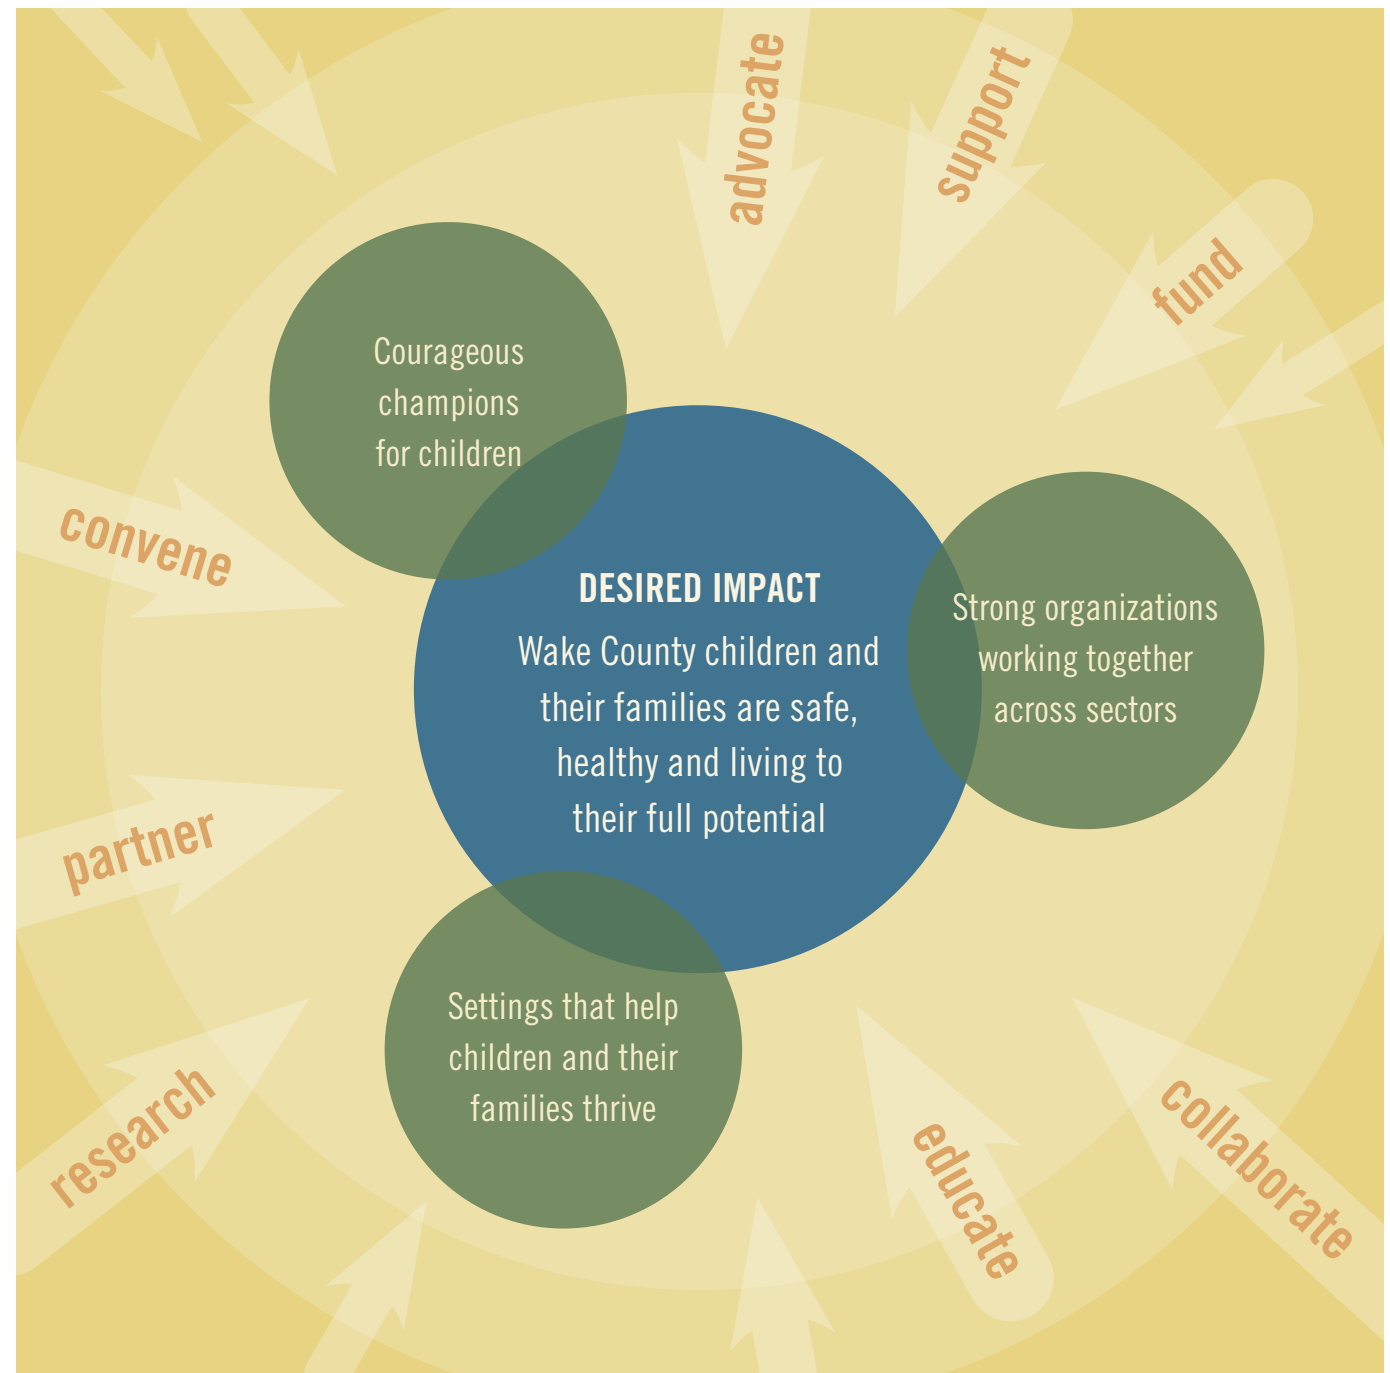 advocate
support
fund
Courageous
champions
for children
convene
DESIRED IMPACT
Wake County children and
their families are safe,
healthy and living to
their full potential
Strong organizations
working together
across sectors
partner
Settings that help
children and their
families thrive
research
educate
collaborate